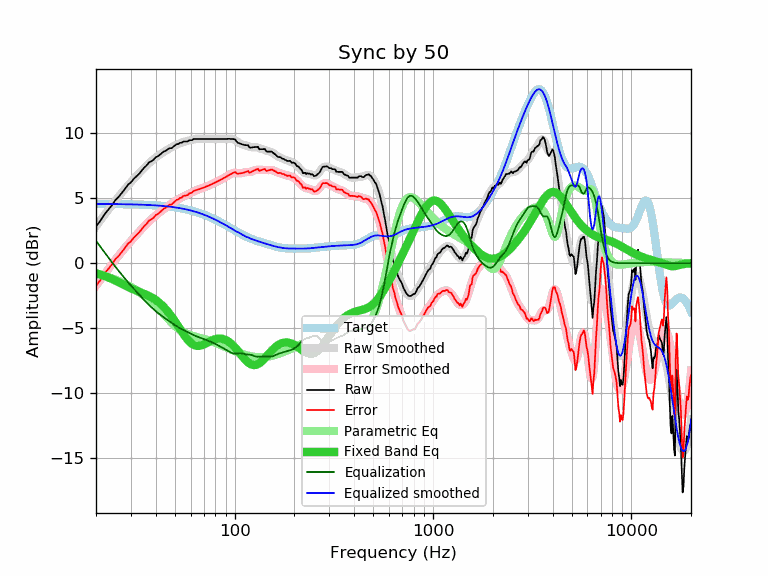 Sync by 50
Amplitude (dBr)
10
5
0
−5
−10
−15
Target
Raw Smoothed
Error Smoothed
Raw
Error
Parametric Eq
Fixed Band Eq
Equalization
Equalized smoothed
100
1000
10000
Frequency (Hz)